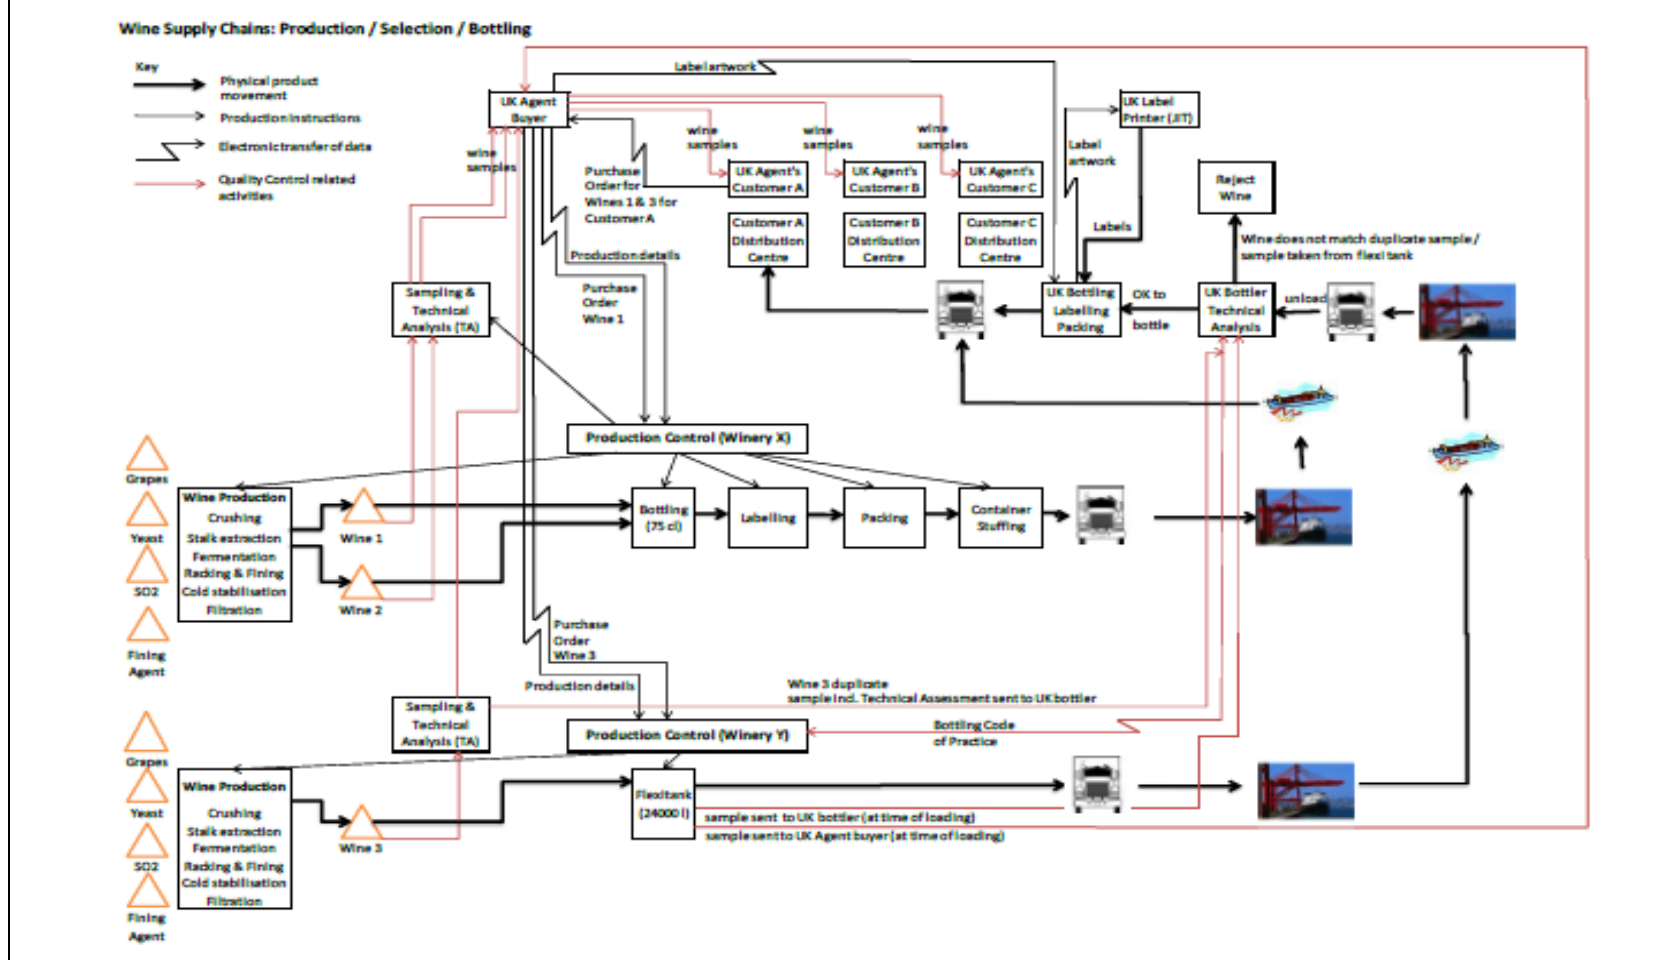 Wine Supply Chains: Production / Selection / Bottling
Key
Physical product
movement
Production instructions
Electronic transfer of data
Quality Control related
activities
Label artwork
UK Agent
Buyer
UK Label
Printer (JIT)
wine
samples
wine
samples
wine
samples
wine
samples
Label
artwork
Purchase
Order for
Wines 1 & 3 for
Customer A
UK Agent's
Customer A
UK Agent's
Customer B
UK Agent's
Customer C
Reject
Wine
Customer A
Distribution
Centre
Customer B
Distribution
Centre
Customer C
Distribution
Centre
Labels
Wine does not match duplicate sample /
sample taken from flexi tank
Production details
Sampling &
Technical
Analysis (TA)
Purchase
Order
Wine 1
UK Bottling
Labelling
Packing
OK to
bottle
UK Bottler
Technical
Analysis
unload
Production Control (Winery X)
Grapes
Yeast
SO2
Fining
Agent
Wine Production
Crushing
Stalk extraction
Fermentation
Racking & Fining
Cold stabilisation
Filtration
Wine 1
Wine 2
Bottling
(75 cl)
Labelling
Packing
Container
Stuffing
Purchase
Order
Wine 3
Production details
Wine 3 duplicate
sample incl. Technical Assessment sent to UK bottler
Sampling &
Technical
Analysis (TA)
Production Control (Winery Y)
Bottling Code
of Practice
Grapes
Yeast
SO2
Fining
Agent
Wine Production
Crushing
Stalk extraction
Fermentation
Racking & Fining
Cold stabilisation
Filtration
Wine 3
Flexitank
(24000 l)
sample sent to UK bottler (at time of loading)
sample sent to UK Agent buyer (at time of loading)